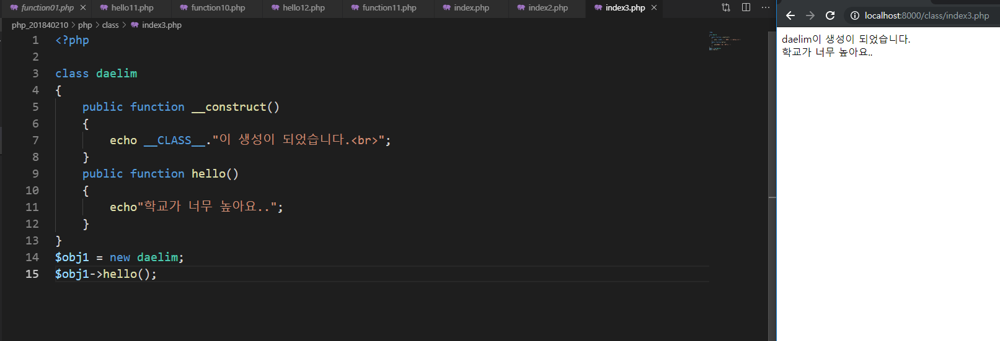 function01.php hello11.php function10.php hello12.php function11.php index.php index2.php index3.php
php_201840210 > php > class > index3.php
1 <?php
2
3 class daelim
4 {
5 public function __construct()
6 {
7 echo __CLASS__."이 생성이 되었습니다.<br>";
8 }
9 public function hello()
10 {
11 echo"학교가 너무 높아요..";
12 }
13 }
14 $obj1 = new daelim;
15 $obj1->hello();
localhost:8000/class/index3.php
daelim이 생성이 되었습니다.
학교가 너무 높아요..